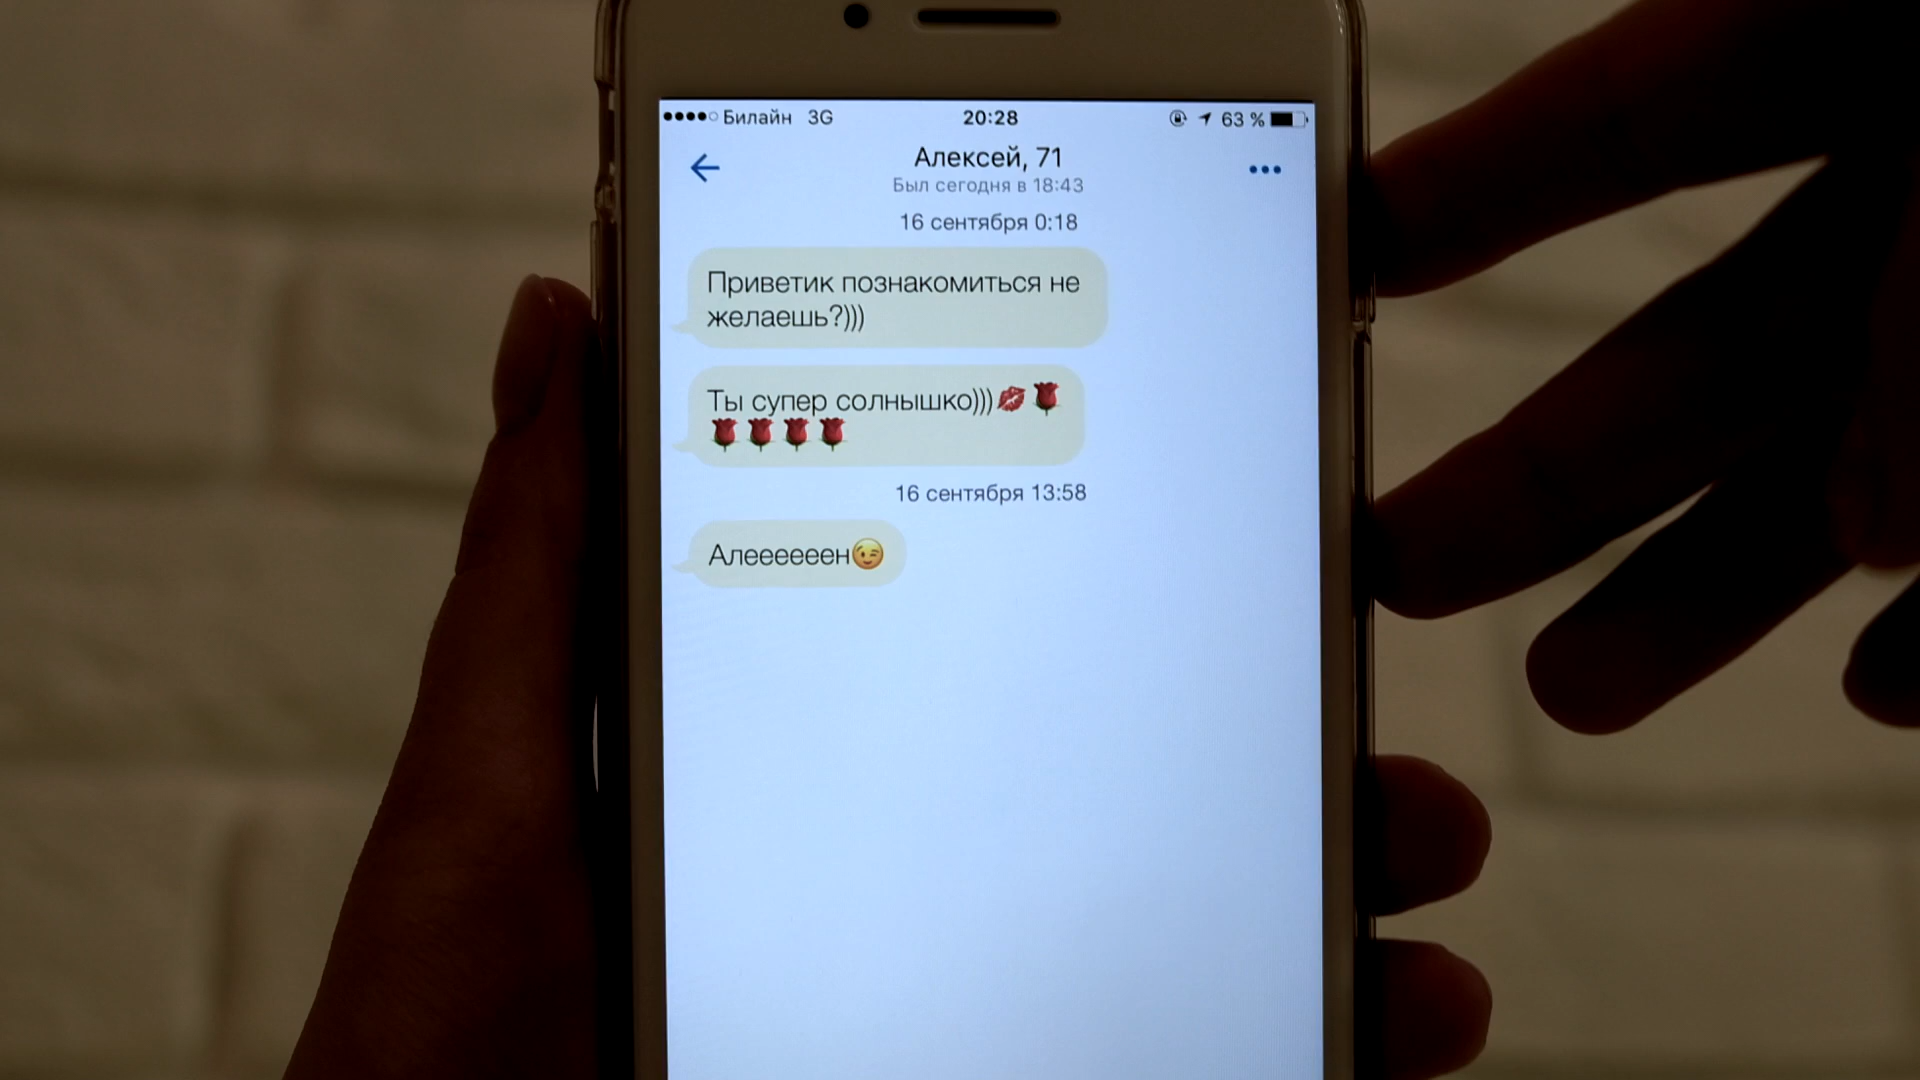 Билайн 3G 20:28 63 %
Алексей, 71
Был сегодня в 18:43
16 сентября 0:18
Приветик познакомиться не
желаешь?)))
Ты супер солнышко)))💋🌹
🌹🌹🌹🌹
16 сентября 13:58
Алеееееен😉